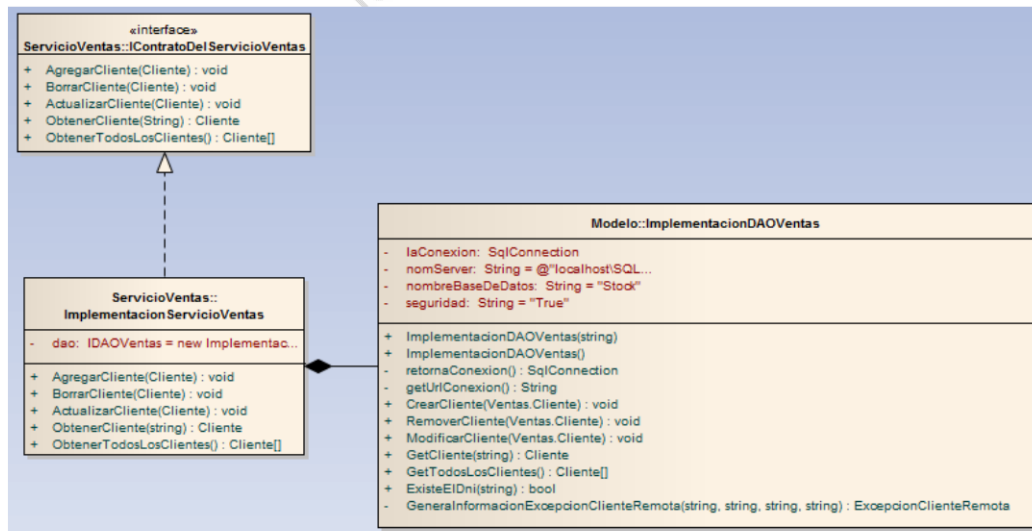 «interface»
ServicioVentas::IContratoDelServicioVentas
+ AgregarCliente(Cliente) : void
+ BorrarCliente(Cliente) : void
+ ActualizarCliente(Cliente) : void
+ ObtenerCliente(String) : Cliente
+ ObtenerTodosLosClientes() : Cliente[]
ServicioVentas::
ImplementacionServicioVentas
- dao: IDAOVentas = new Implementac...
+ AgregarCliente(Cliente) : void
+ BorrarCliente(Cliente) : void
+ ActualizarCliente(Cliente) : void
+ ObtenerCliente(string) : Cliente
+ ObtenerTodosLosClientes() : Cliente[]
Modelo::ImplementacionDAOVentas
- laConexion: SqlConnection
- nomServer: String = @"localhost\SQL...
- nombreBaseDeDatos: String = "Stock"
- seguridad: String = "True"
+ ImplementacionDAOVentas(string)
+ ImplementacionDAOVentas()
- retornaConexion() : SqlConnection
- getUrlConexion() : String
+ CrearCliente(Ventas.Cliente) : void
+ RemoverCliente(Ventas.Cliente) : void
+ ModificarCliente(Ventas.Cliente) : void
+ GetCliente(string) : Cliente
+ GetTodosLosClientes() : Cliente[]
+ ExisteElDni(string) : bool
- GeneraInformacionExcepcionClienteRemota(string, string, string, string) : ExcepcionClienteRemota